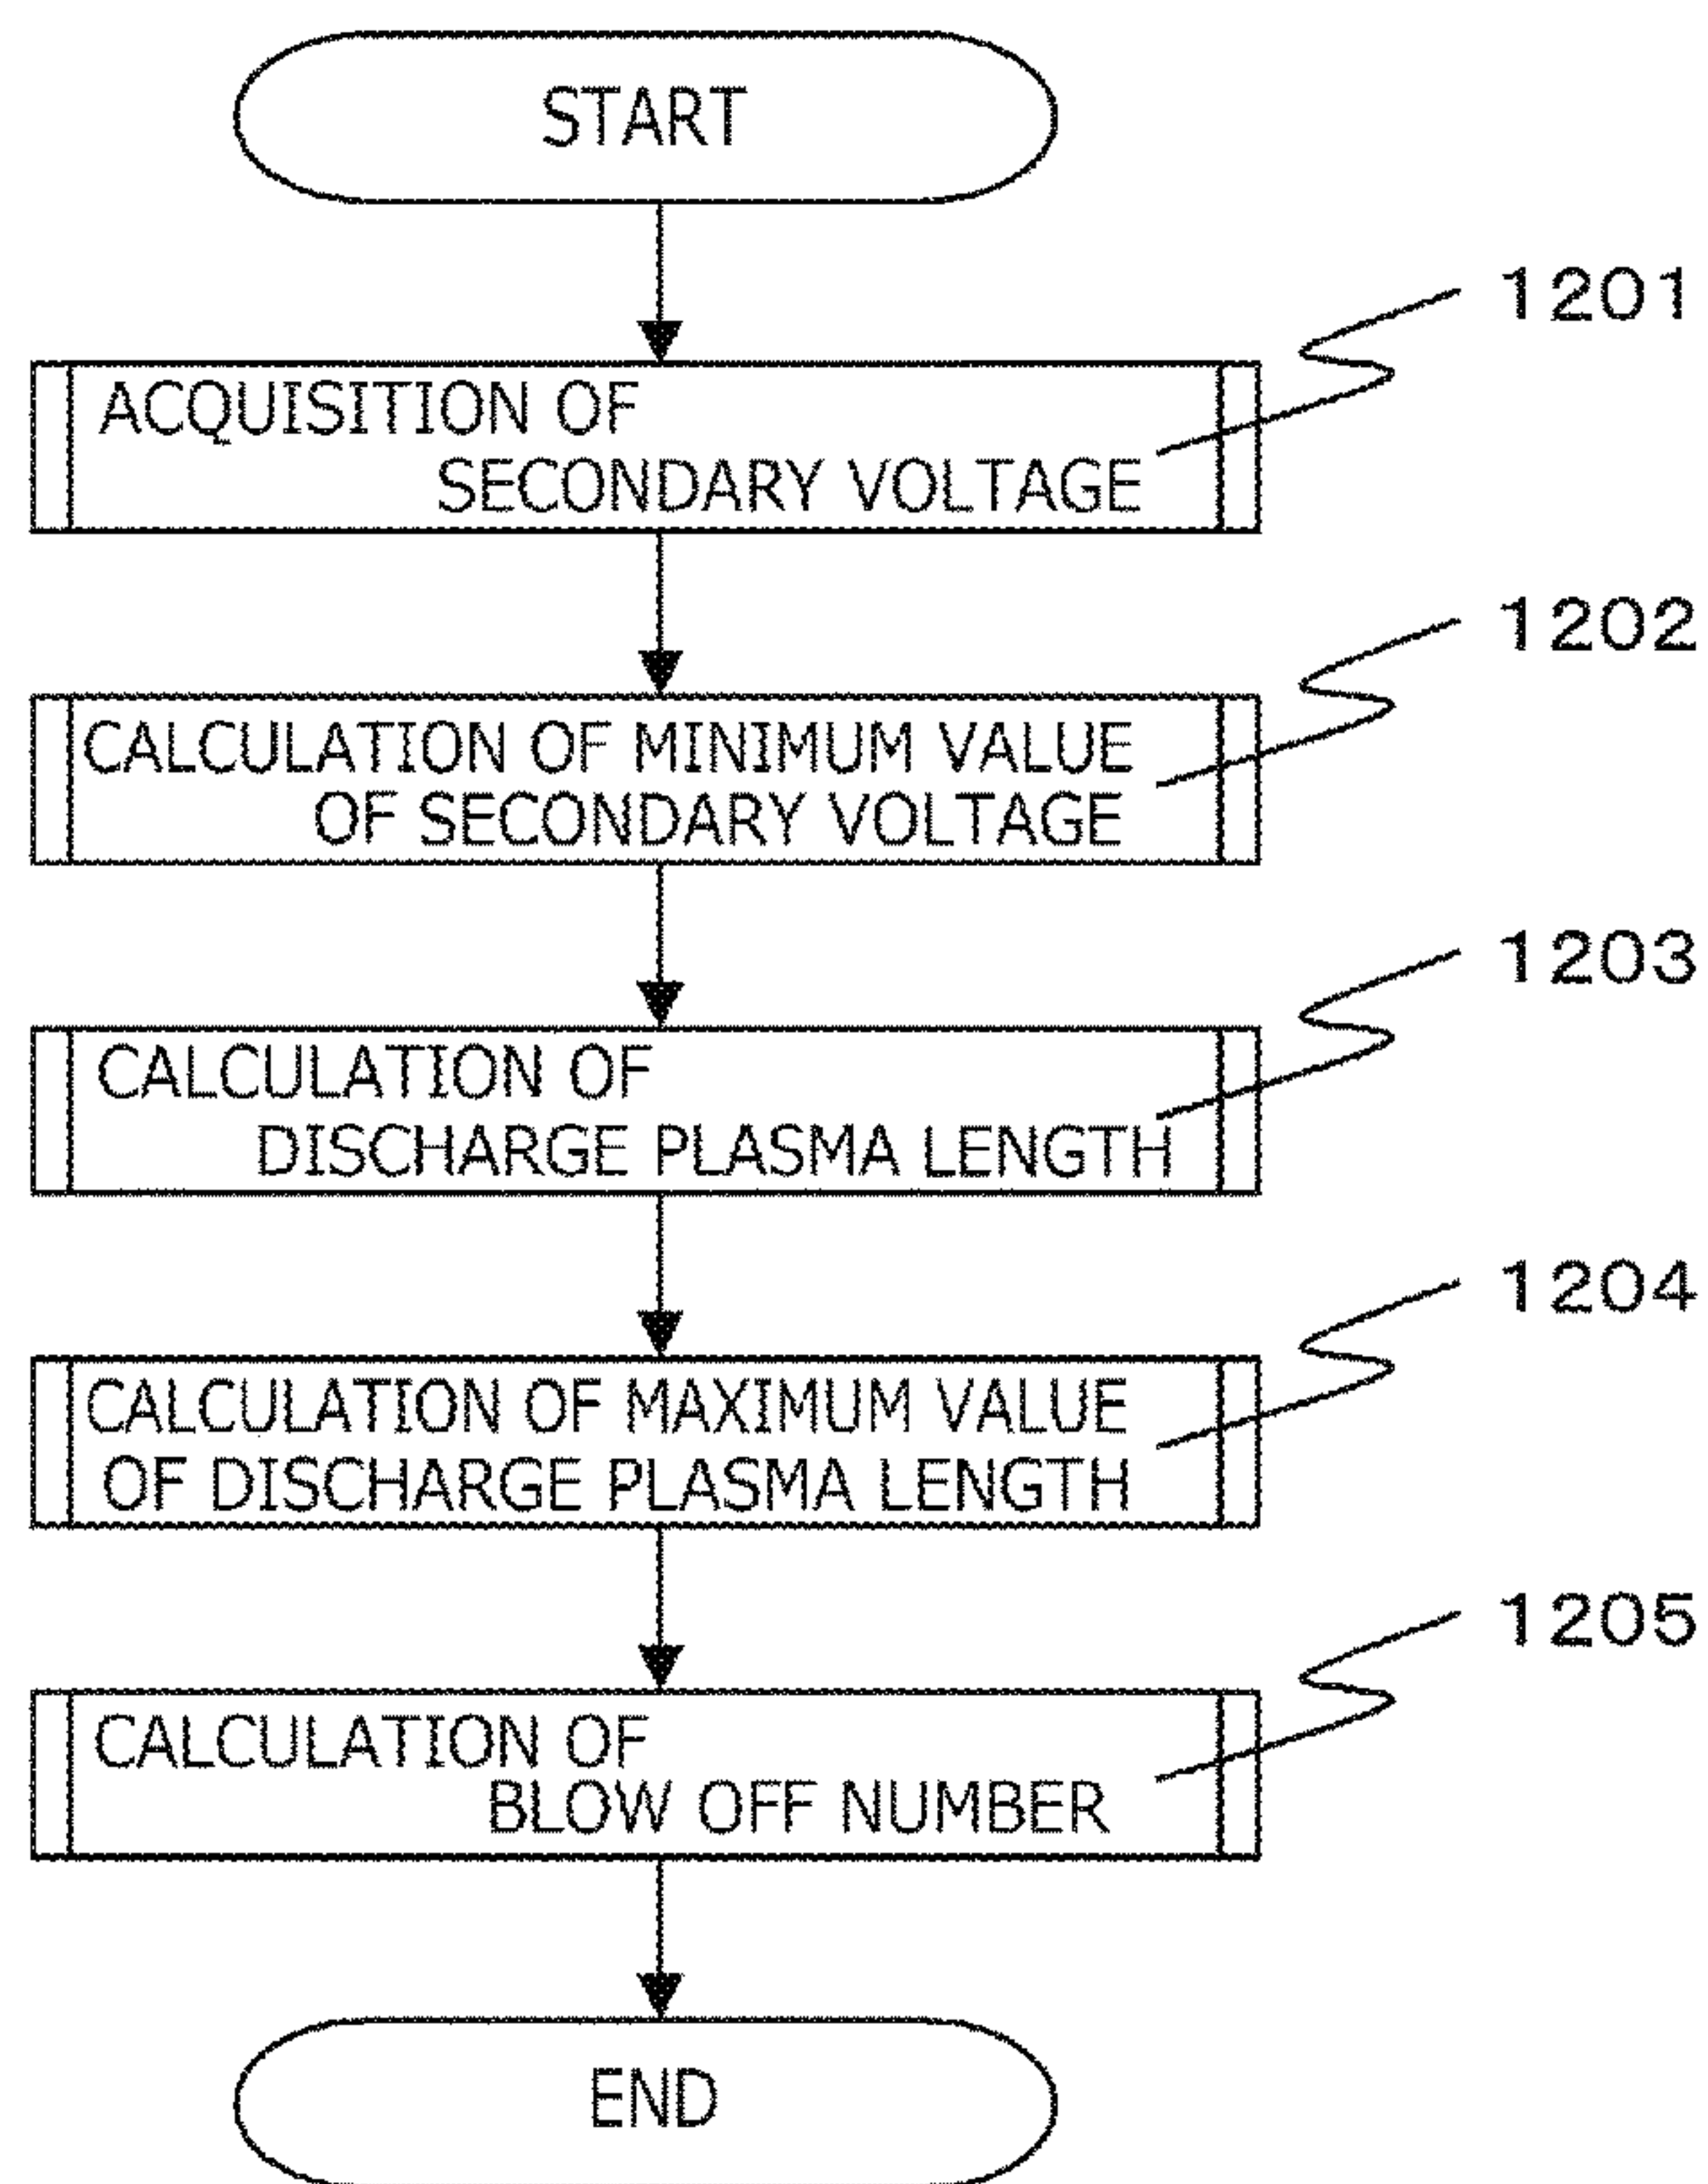 START
1201
ACQUISITION OF
SECONDARY VOLTAGE
1202
CALCULATION OF MINIMUM VALUE
OF SECONDARY VOLTAGE
1203
CALCULATION OF
DISCHARGE PLASMA LENGTH
1204
CALCULATION OF MAXIMUM VALUE
OF DISCHARGE PLASMA LENGTH
1205
CALCULATION OF
BLOW OFF NUMBER
END